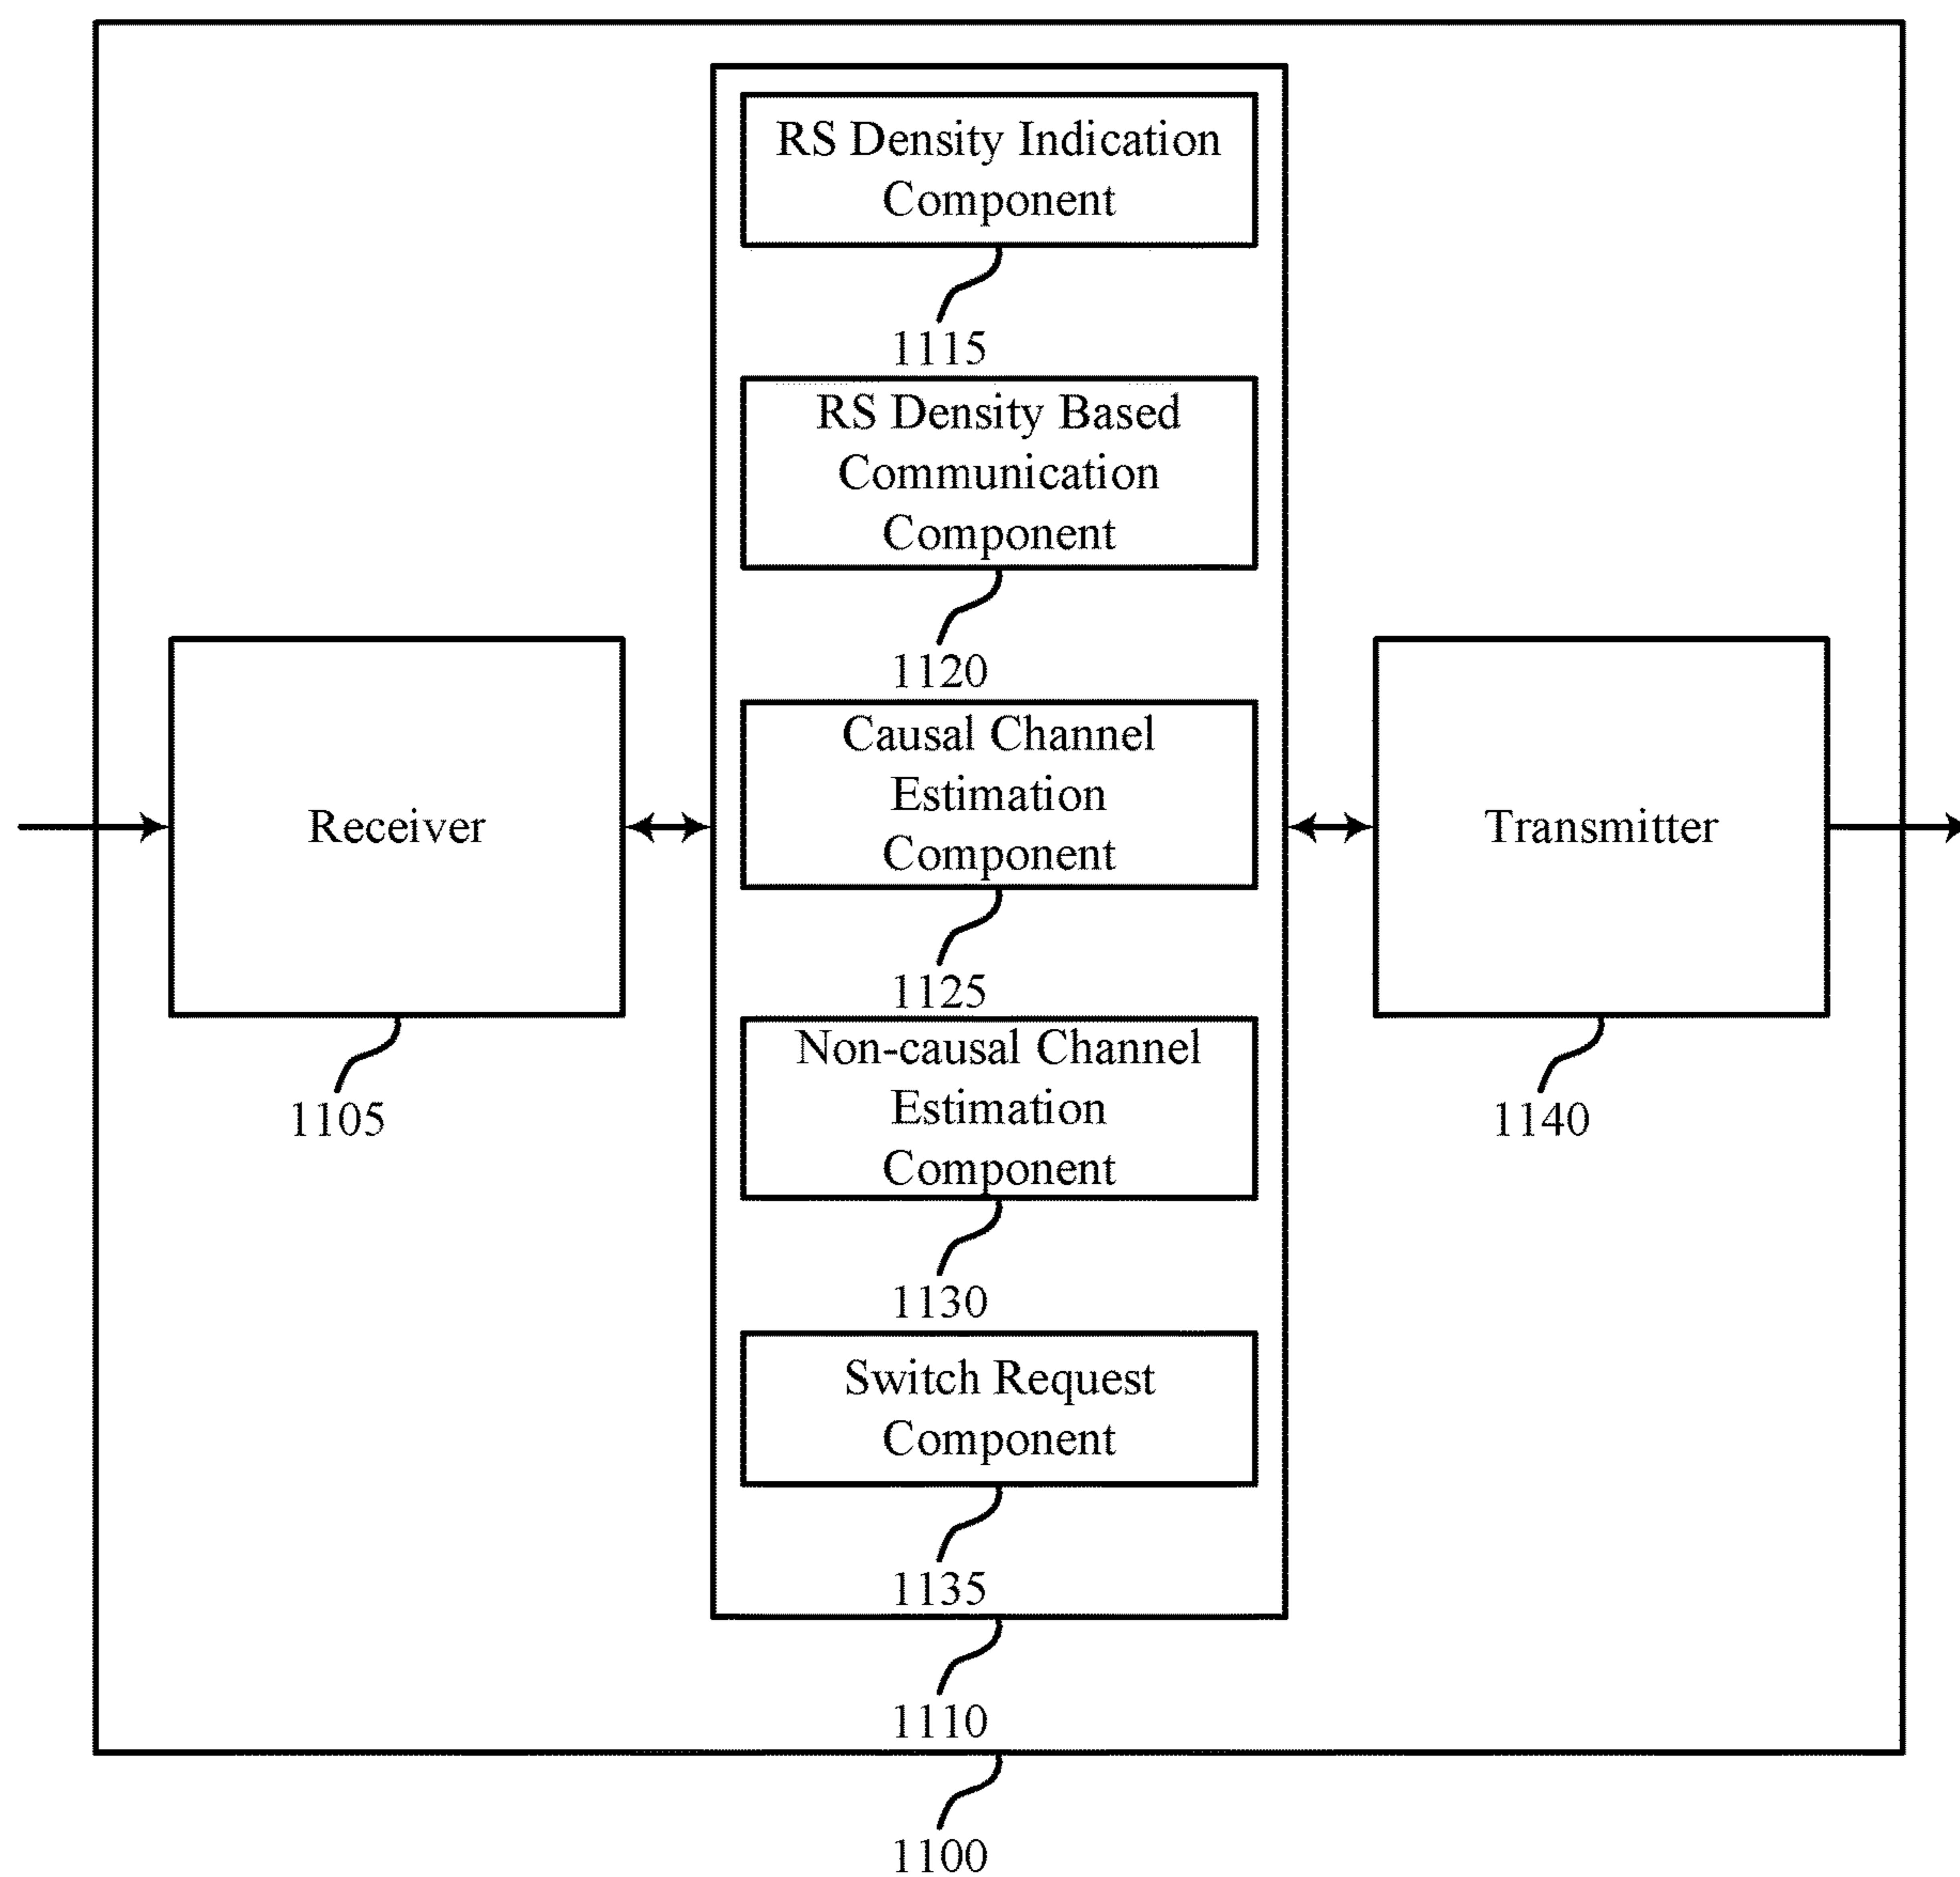 RS Density Indication
Component
1115
RS Density Based
Communication
Component
1120
Causal Channel
Estimation
Component
1125
Non-causal Channel
Estimation
Component
1130
Switch Request
Component
1135
1110
1100
Receiver
1105
Transmitter
1140